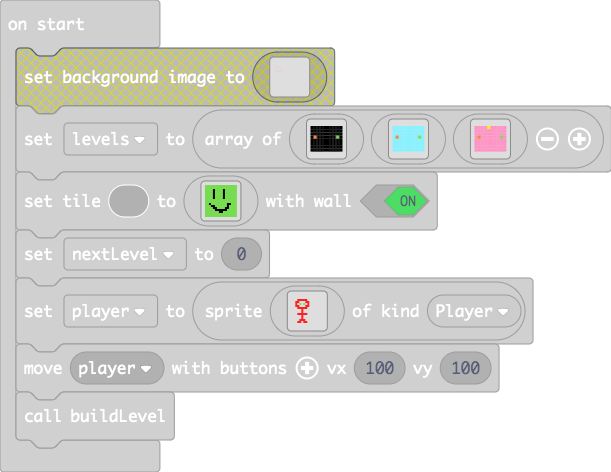 on start
set background image to
set levels to array of
set tile to with wall ON
set nextLevel to 0
set player to sprite of kind Player
move player with buttons vx 100 vy 100
call buildLevel